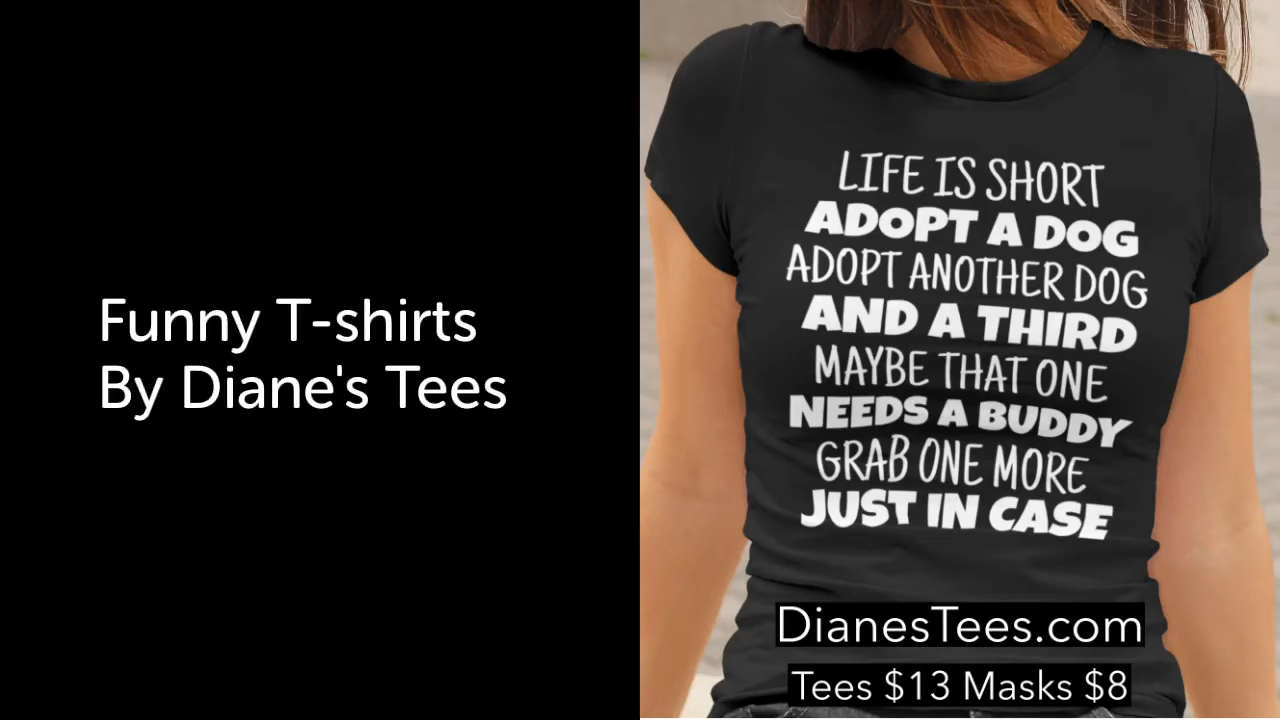 Funny T-shirts
By Diane's Tees
LIFE IS SHORT
ADOPT A DOG
ADOPT ANOTHER DOG
AND A THIRD
MAYBE THAT ONE
NEEDS A BUDDY
GRAB ONE MORE
JUST IN CASE
DianesTees.com
Tees $13 Masks $8